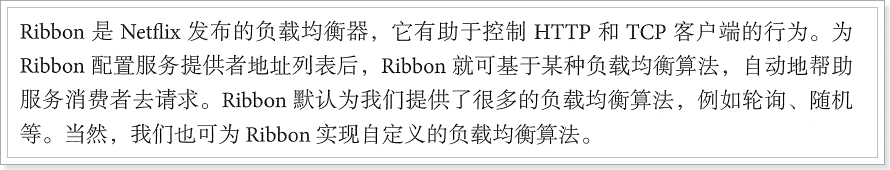 Ribbon 是 Netflix 发布的负载均衡器，它有助于控制 HTTP 和 TCP 客户端的行为。为
Ribbon 配置服务提供者地址列表后，Ribbon 就可基于某种负载均衡算法，自动地帮助
服务消费者去请求。Ribbon 默认为我们提供了很多的负载均衡算法，例如轮询、随机
等。当然，我们也可为 Ribbon 实现自定义的负载均衡算法。